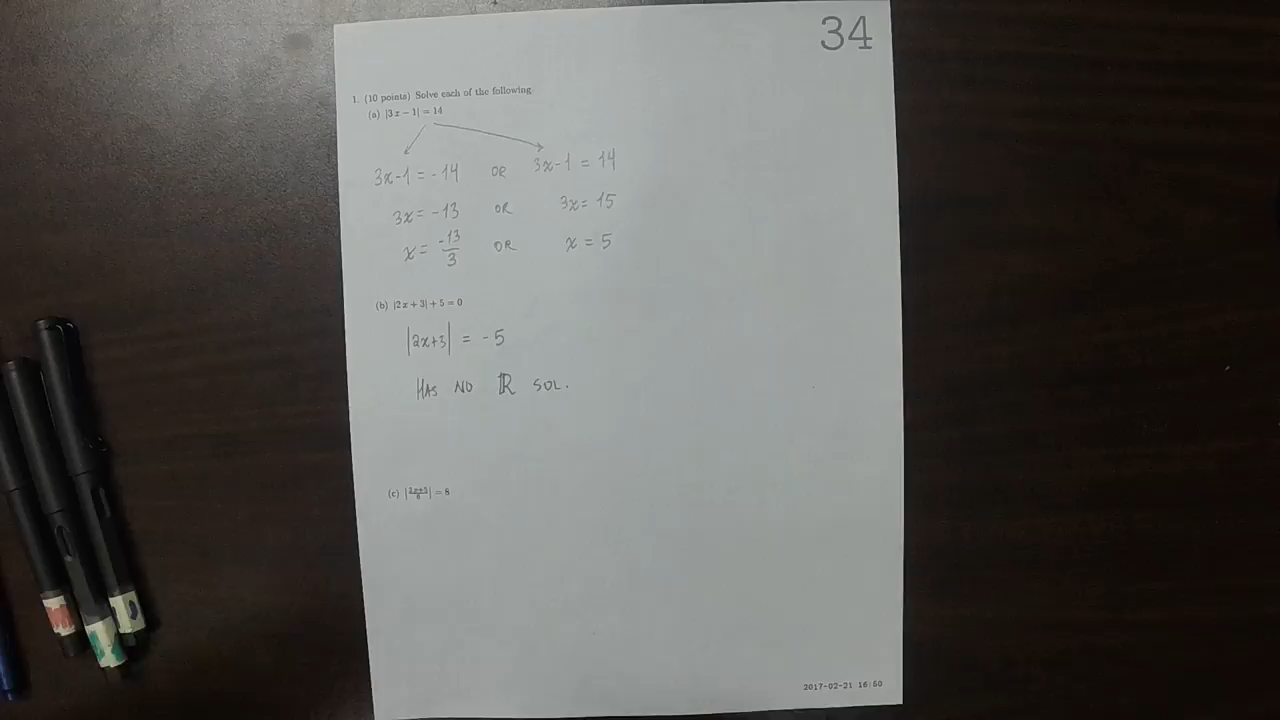 34
1. (10 points) Solve each of the following.
(a) |3x − 1| = 14
3x-1 = -14 OR 3x-1 = 14
3x = -13 OR 3x = 15
x = -13/3 OR x = 5
(b) |2x + 3| + 5 = 0
|2x+3| = -5
HAS NO ℝ SOL.
(c) = 8
2017-02-21 16:50